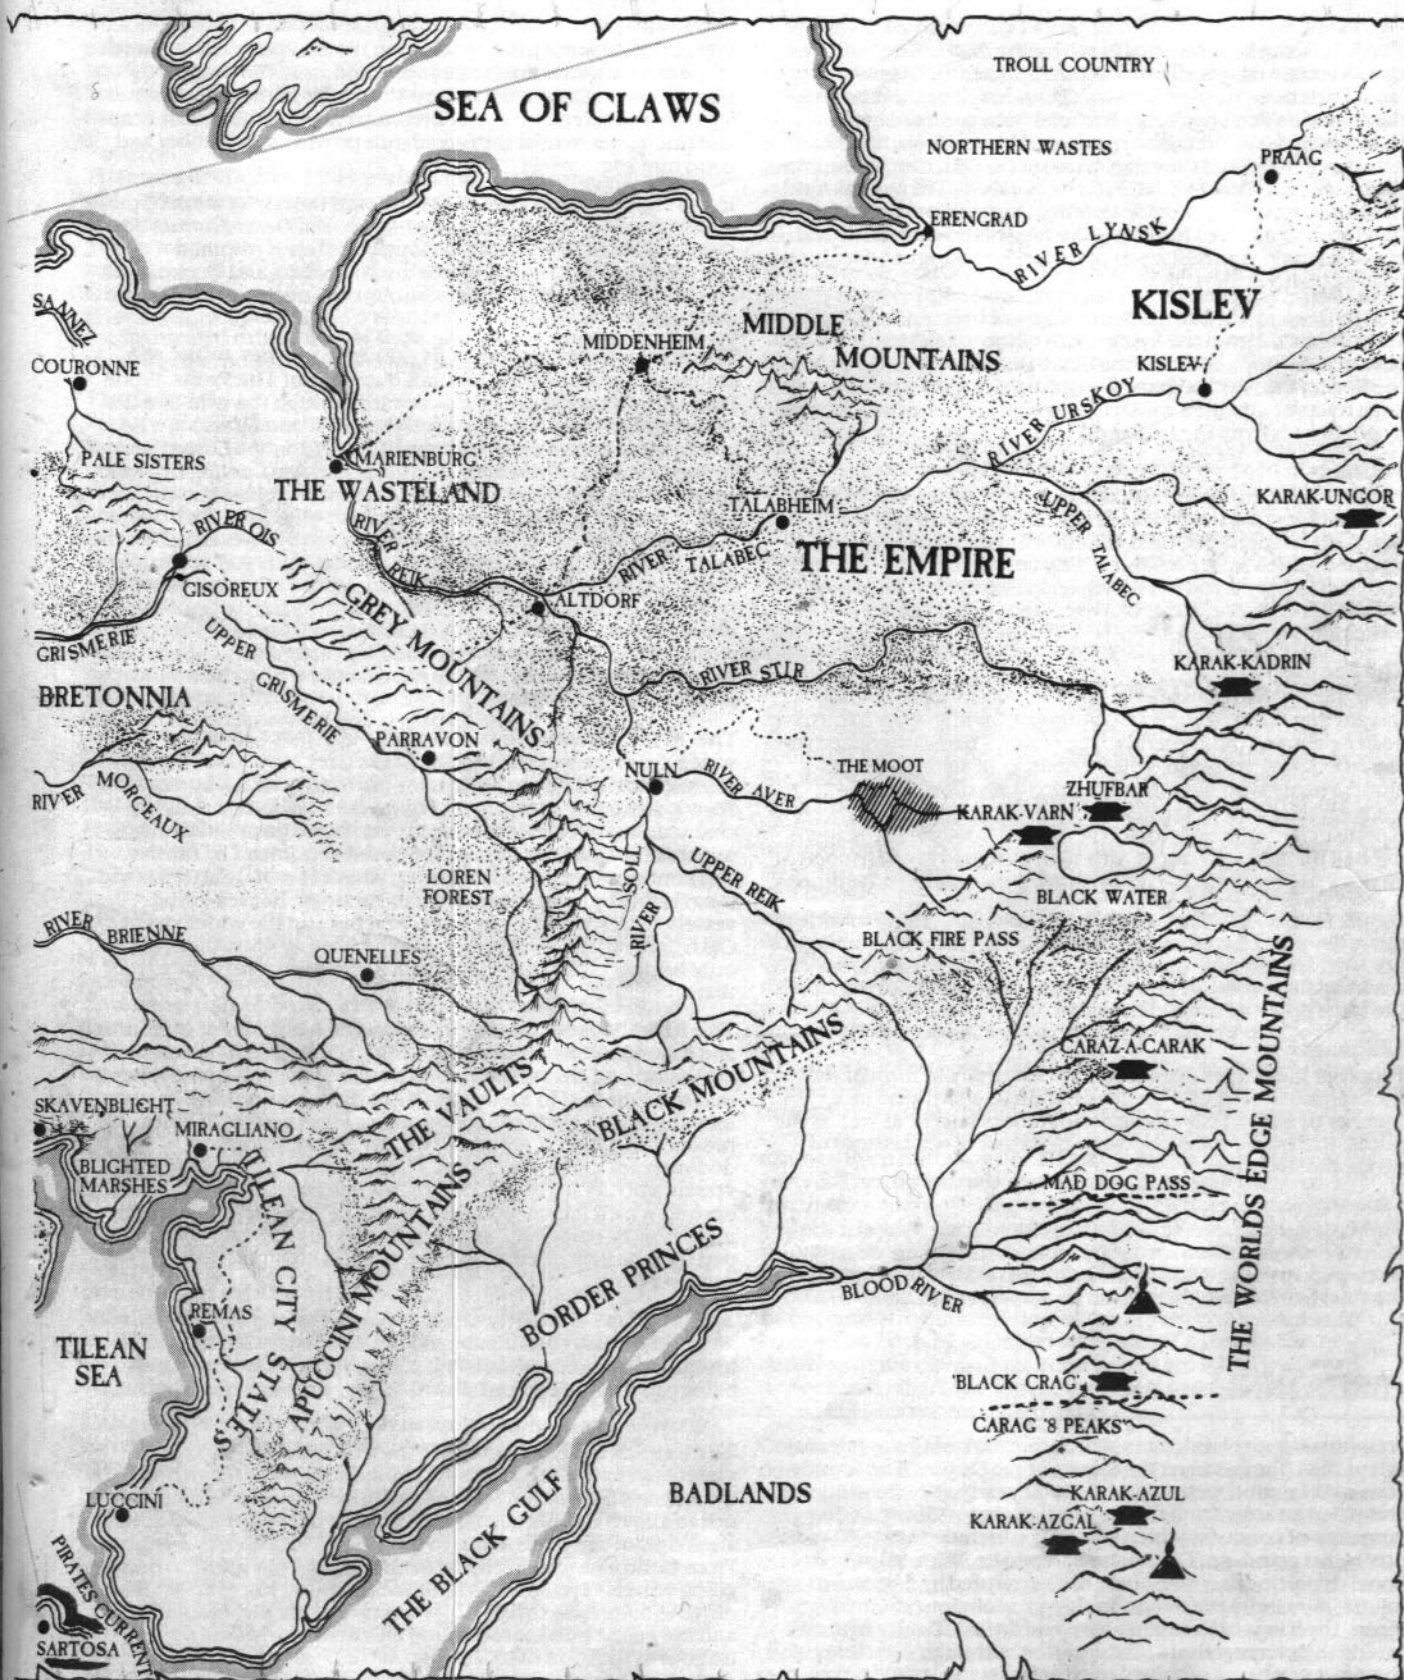 TROLL COUNTRY
SEA OF CLAWS
NORTHERN WASTES
PRAAG
ERENGRAD
RIVER LYNSK
SANNEZ
KISLEV
MIDDLE
MOUNTAINS
MIDDENHEIM
COURONNE
KISLEV
RIVER URSKOY
PALE SISTERS
MARIENBURG
THE WASTELAND
KARAK-UNGOR
TALABHEIM
UPPER TALABEC
RIVER OIS
RIVER REIK
RIVER TALABEC
THE EMPIRE
GISOREUX
GREY MOUNTAINS
ALTDORF
GRISMERIE
UPPER GRISMERIE
RIVER STIR
KARAK-KADRIN
BRETONNIA
PARRAVON
NULN
RIVER AVER
THE MOOT
ZHUFBAR
KARAK-VARN
RIVER MORCEAUX
LOREN
FOREST
RIVER SOLL
UPPER REIK
BLACK WATER
RIVER BRIENNE
QUENELLES
BLACK FIRE PASS
THE WORLDS EDGE MOUNTAINS
CARAZ-A-CARAK
THE VAULTS
BLACK MOUNTAINS
SKAVENBLIGHT
MIRAGLIANO
BLIGHTED
MARSHES
TILEAN CITY STATES
APUCCINI MOUNTAINS
MAD DOG PASS
BORDER PRINCES
BLOOD RIVER
REMAS
TILEAN
SEA
'BLACK CRAG'
CARAG '8 PEAKS'
LUCCINI
THE BLACK GULF
BADLANDS
KARAK-AZUL
KARAK-AZGAL
PIRATES CURRENT
SARTOSA